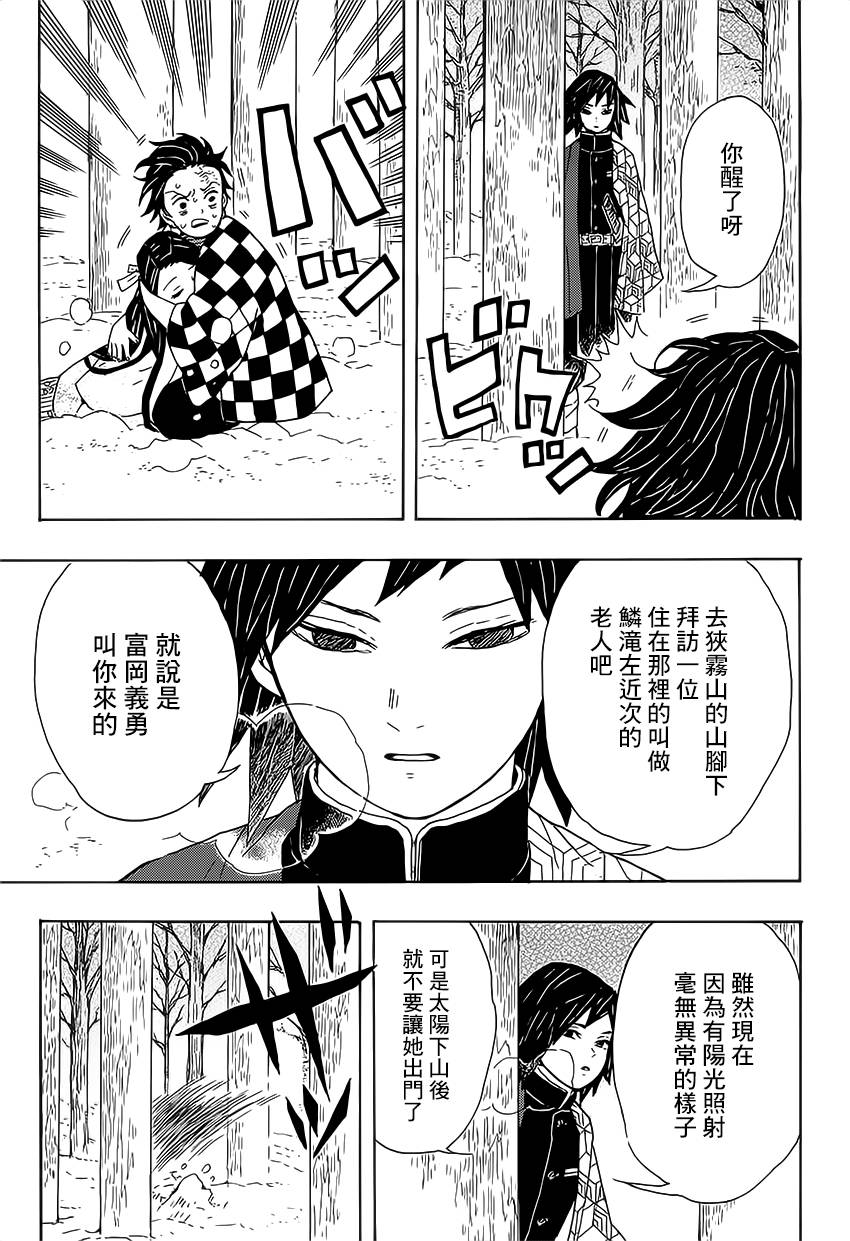 你醒了呀
ビクッ
バッ
去狹霧山的山腳下
拜訪一位
住在那裡的叫做
鱗滝左近次的
老人吧
就說是
富岡義勇
叫你來的
雖然現在
因為有陽光照射
毫無異常的樣子
可是太陽下山後
就不要讓她出門了